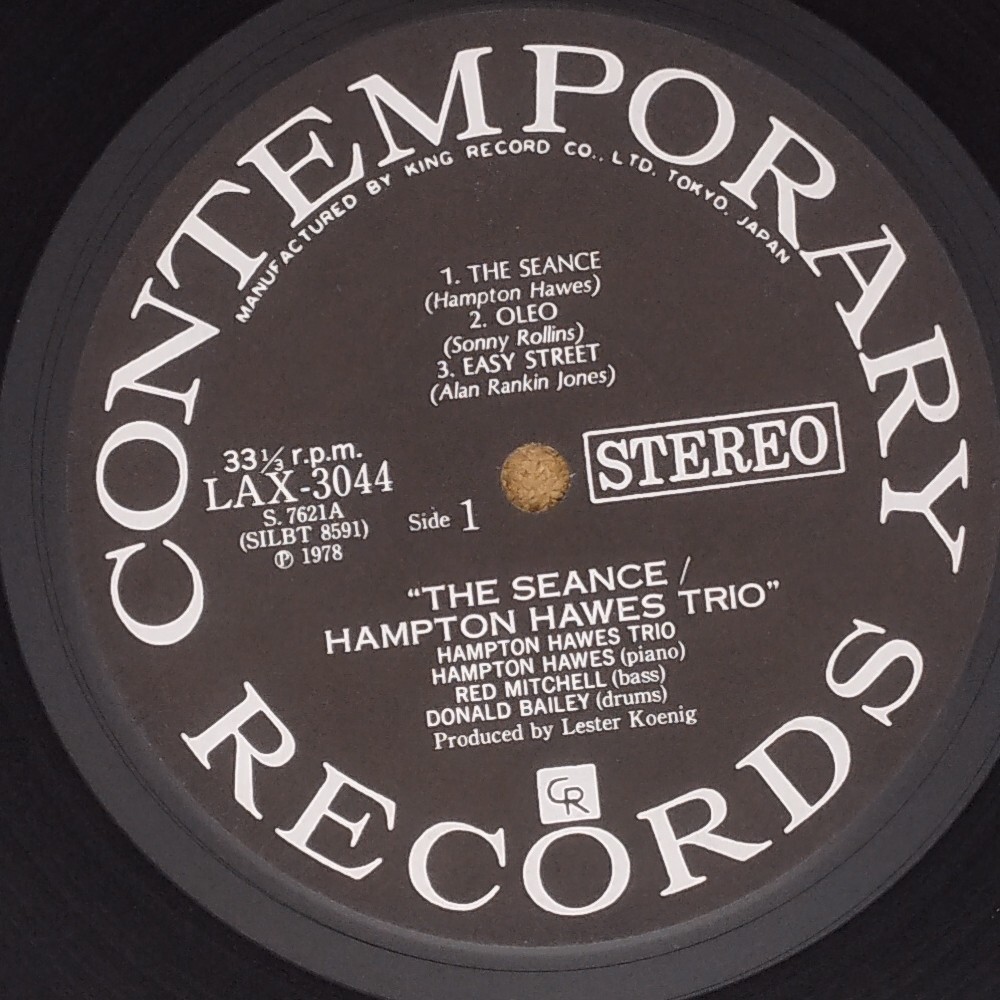 CONTEMPORARY
MANUFACTURED BY KING RECORD CO., LTD. TOKYO. JAPAN
1. THE SEANCE
(Hampton Hawes)
2. OLEO
(Sonny Rollins)
3. EASY STREET
(Alan Rankin Jones)
33⅓ r.p.m.
LAX-3044
S. 7621A
(SILBT 8591)
℗ 1978
Side 1
STEREO
“THE SEANCE /
HAMPTON HAWES TRIO”
HAMPTON HAWES TRIO
HAMPTON HAWES (piano)
RED MITCHELL (bass)
DONALD BAILEY (drums)
Produced by Lester Koenig
CR
RECORDS